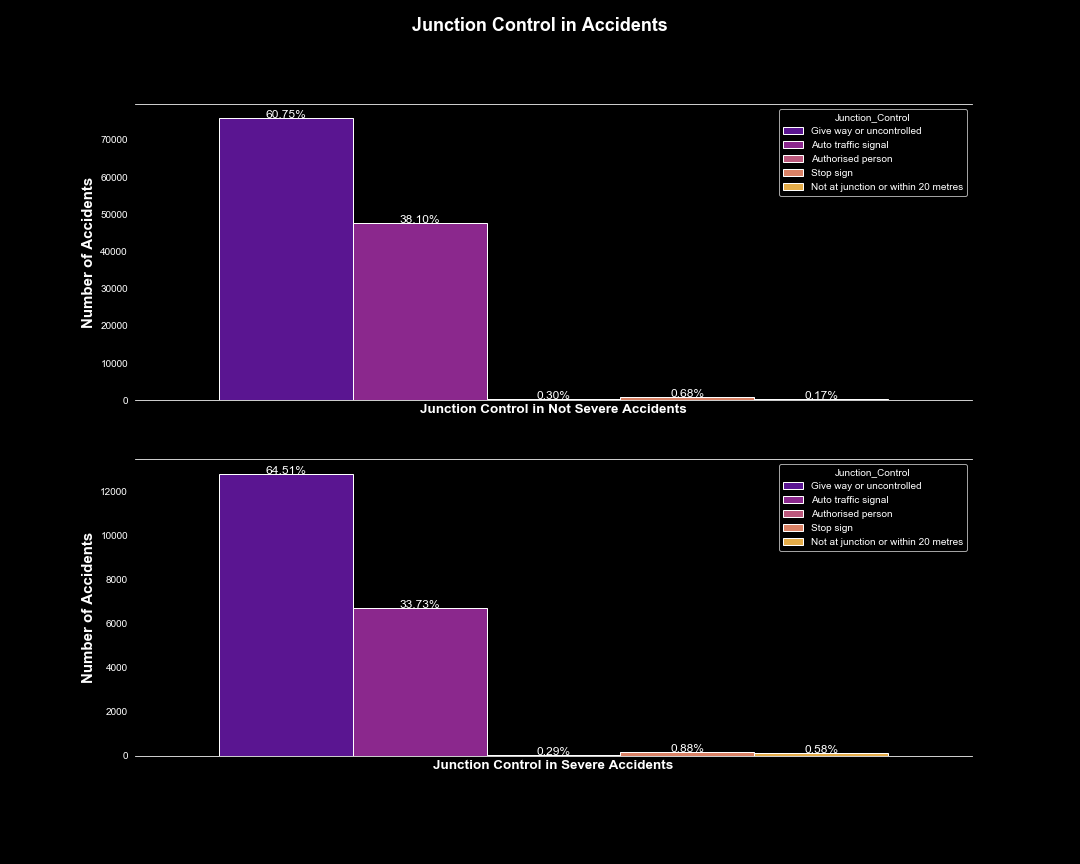 Junction Control in Accidents
60.75%
Junction_Control
Give way or uncontrolled
Auto traffic signal
Authorised person
Stop sign
Not at junction or within 20 metres
70000
60000
50000
40000
30000
20000
10000
0
Number of Accidents
38.10%
0.30%
0.68%
0.17%
Junction Control in Not Severe Accidents
64.51%
Junction_Control
Give way or uncontrolled
Auto traffic signal
Authorised person
Stop sign
Not at junction or within 20 metres
12000
10000
8000
6000
4000
2000
0
Number of Accidents
33.73%
0.29%
0.88%
0.58%
Junction Control in Severe Accidents